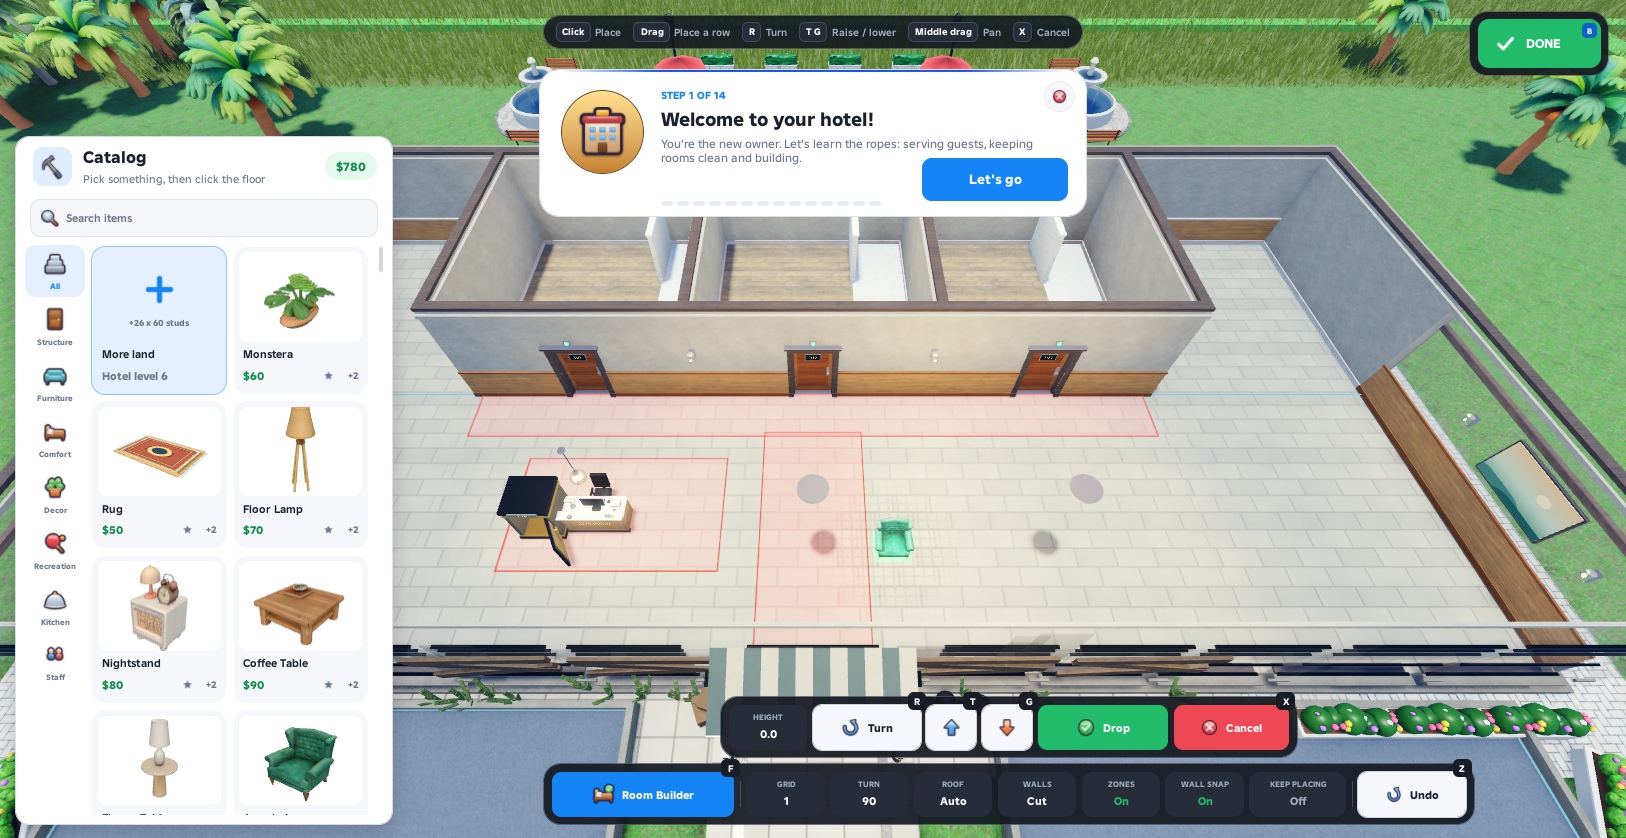 Click Place Drag Place a row R Turn T G Raise / lower Middle drag Pan X Cancel
DONE B
STEP 1 OF 14
Welcome to your hotel!
You're the new owner. Let's learn the ropes: serving guests, keeping
rooms clean and building.
Let's go
Catalog
Pick something, then click the floor
$780
Search items
All
Structure
Furniture
Comfort
Decor
Recreation
Kitchen
Staff
+26 x 60 studs
More land
Hotel level 6
Monstera
$60 +2
Rug
$50 +2
Floor Lamp
$70 +2
Nightstand
$80 +2
Coffee Table
$90 +2
HEIGHT
0.0
Turn R
T
G
Drop
Cancel X
Room Builder F
GRID
1
TURN
90
ROOF
Auto
WALLS
Cut
ZONES
On
WALL SNAP
On
KEEP PLACING
Off
Undo Z